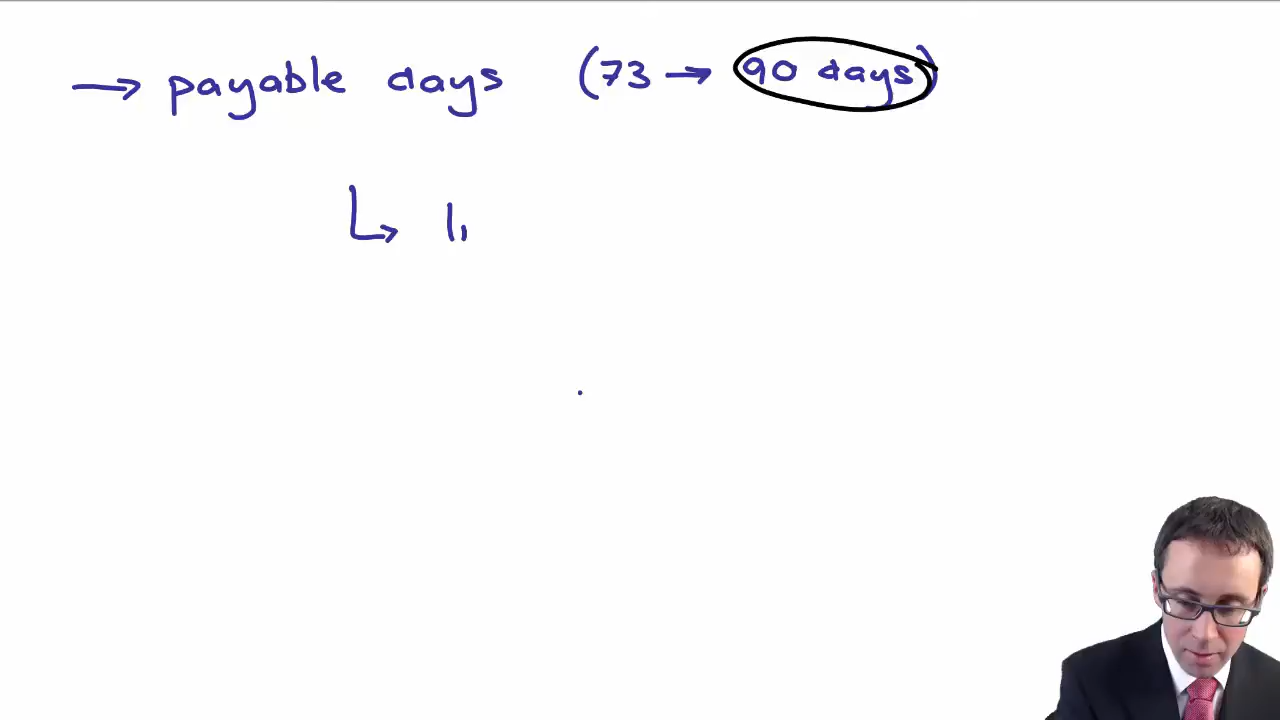 → payable days (73 → 90 days)